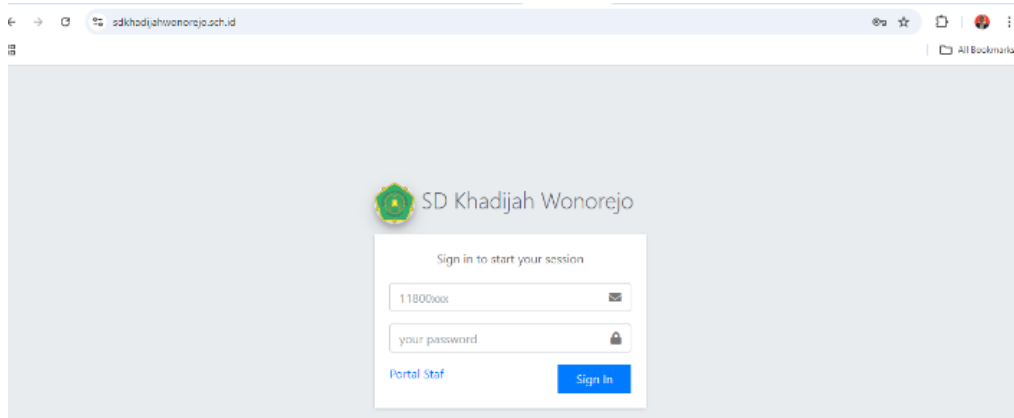 sdkhadijahwonorejo.sch.id
All Bookmarks
SD Khadijah Wonorejo
Sign in to start your session
11800xxx
your password
Portal Staf
Sign In